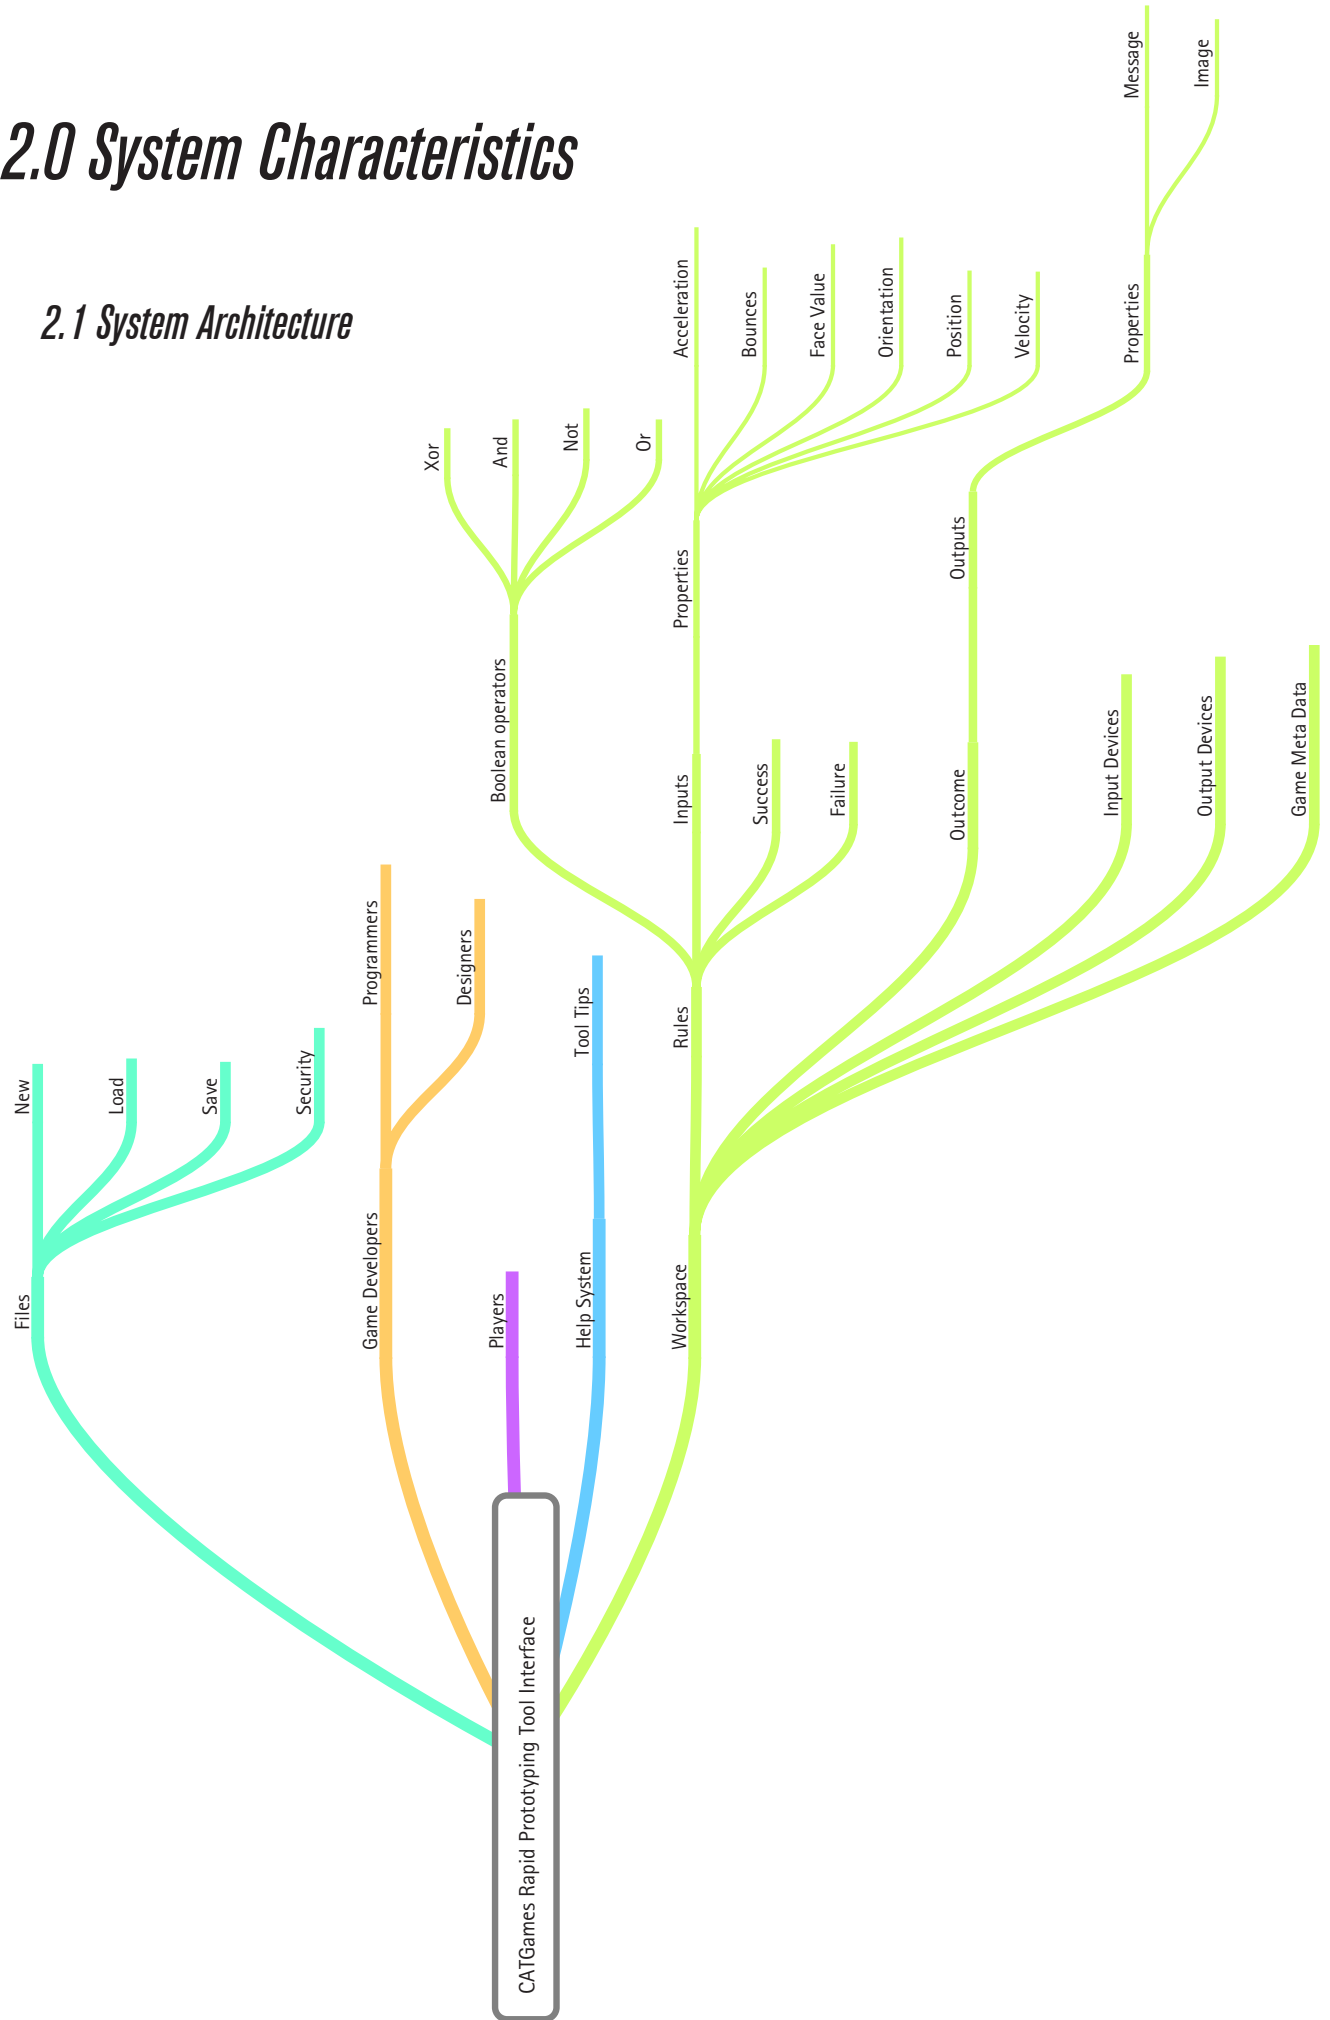 2.0 System Characteristics
2.1 System Architecture
Message
Image
Properties
Acceleration
Bounces
Face Value
Orientation
Position
Velocity
Xor
And
Not
Or
Properties
Outputs
Boolean operators
Inputs
Success
Failure
Outcome
Input Devices
Output Devices
Game Meta Data
Programmers
Designers
Tool Tips
Rules
New
Load
Save
Security
Files
Game Developers
Players
Help System
Workspace
CATGames Rapid Prototyping Tool Interface